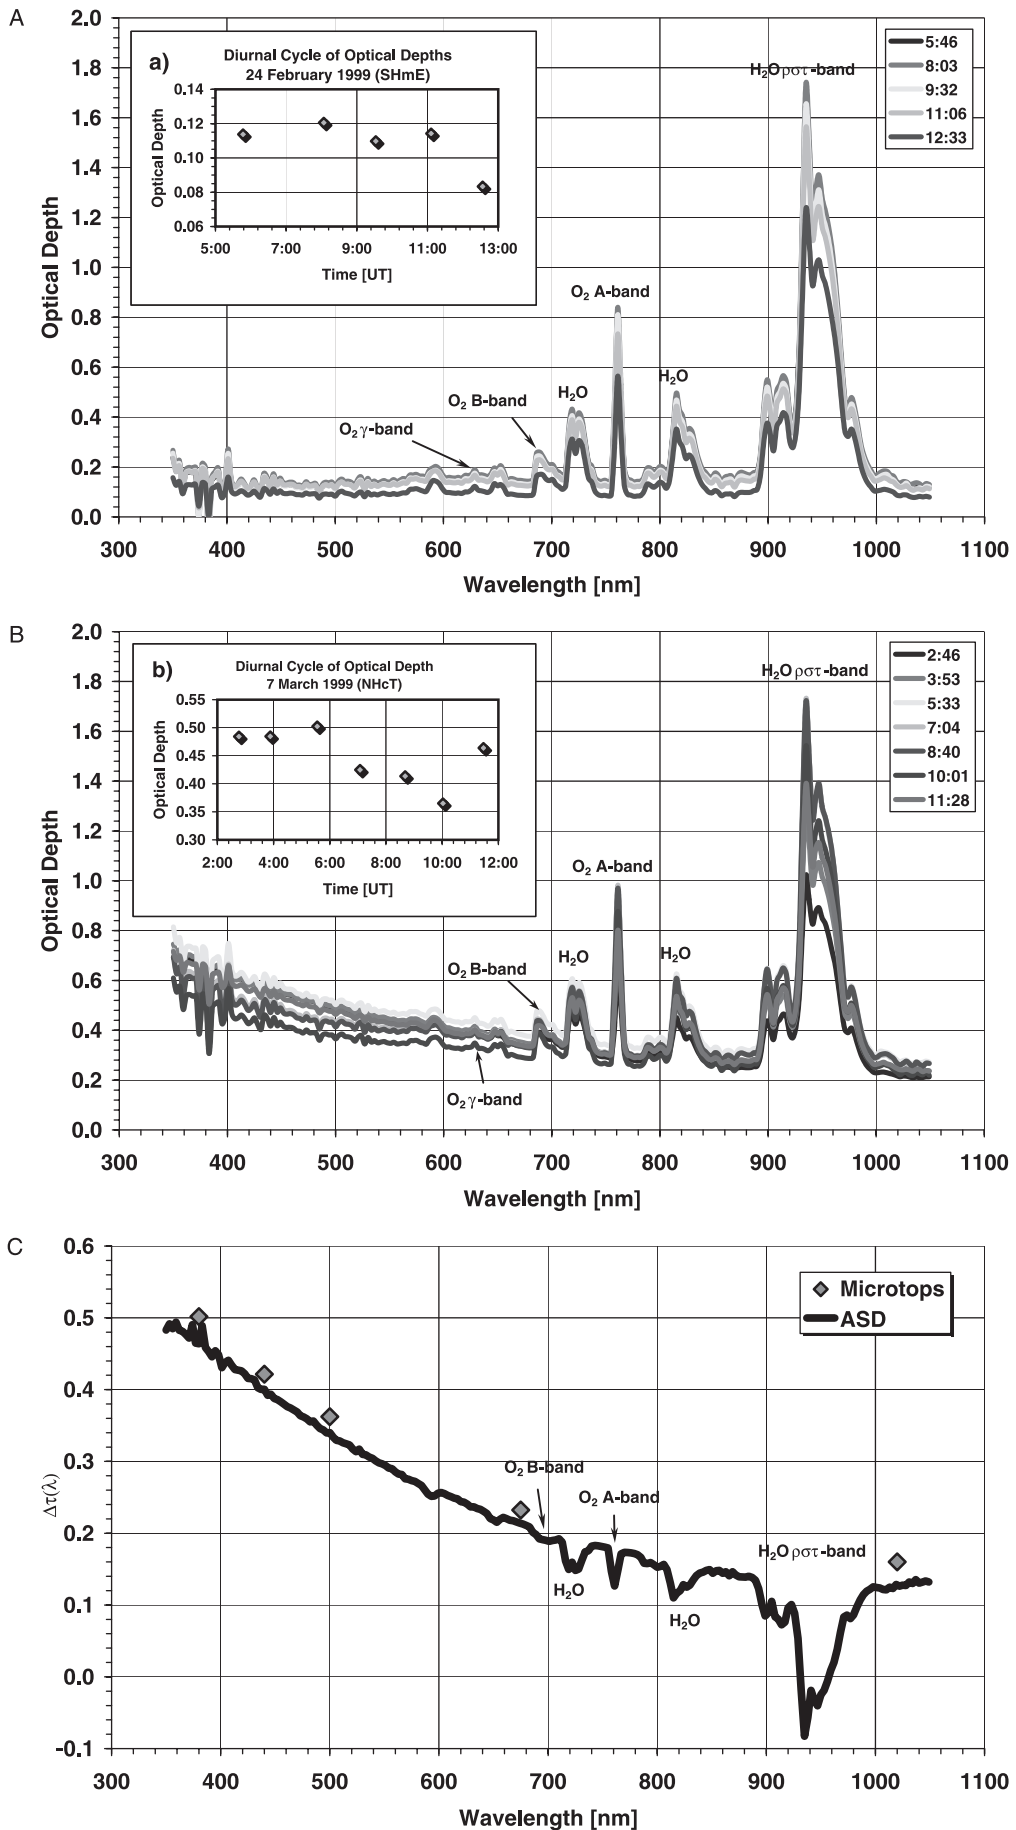 A
2.0
1.8
1.6
1.4
1.2
1.0
0.8
0.6
0.4
0.2
0.0
Optical Depth
a)
Diurnal Cycle of Optical Depths
24 February 1999 (SHmE)
0.14
0.12
0.10
0.08
0.06
Optical Depth
5:00 7:00 9:00 11:00 13:00
Time [UT]
H2O ρστ-band
5:46
8:03
9:32
11:06
12:33
O2 A-band
O2 B-band
H2O
H2O
O2 γ-band
300 400 500 600 700 800 900 1000 1100
Wavelength [nm]
B
2.0
1.8
1.6
1.4
1.2
1.0
0.8
0.6
0.4
0.2
0.0
Optical Depth
b)
Diurnal Cycle of Optical Depth
7 March 1999 (NHcT)
0.55
0.50
0.45
0.40
0.35
0.30
Optical Depth
2:00 4:00 6:00 8:00 10:00 12:00
Time [UT]
H2O ρστ-band
2:46
3:53
5:33
7:04
8:40
10:01
11:28
O2 A-band
H2O
H2O
O2 B-band
O2 γ-band
300 400 500 600 700 800 900 1000 1100
Wavelength [nm]
C
0.6
0.5
0.4
0.3
0.2
0.1
0.0
-0.1
Δτ(λ)
Microtops
ASD
O2 B-band
O2 A-band
H2O ρστ-band
H2O
H2O
300 400 500 600 700 800 900 1000 1100
Wavelength [nm]